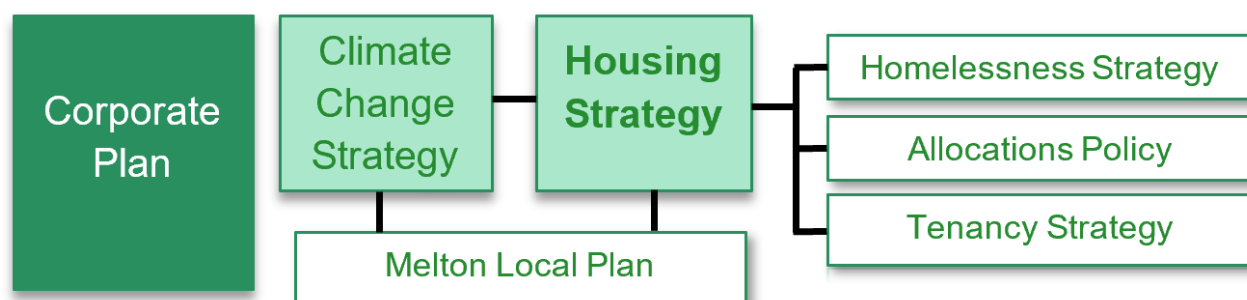 Corporate
Plan
Climate
Change
Strategy
Housing
Strategy
Homelessness Strategy
Allocations Policy
Tenancy Strategy
Melton Local Plan